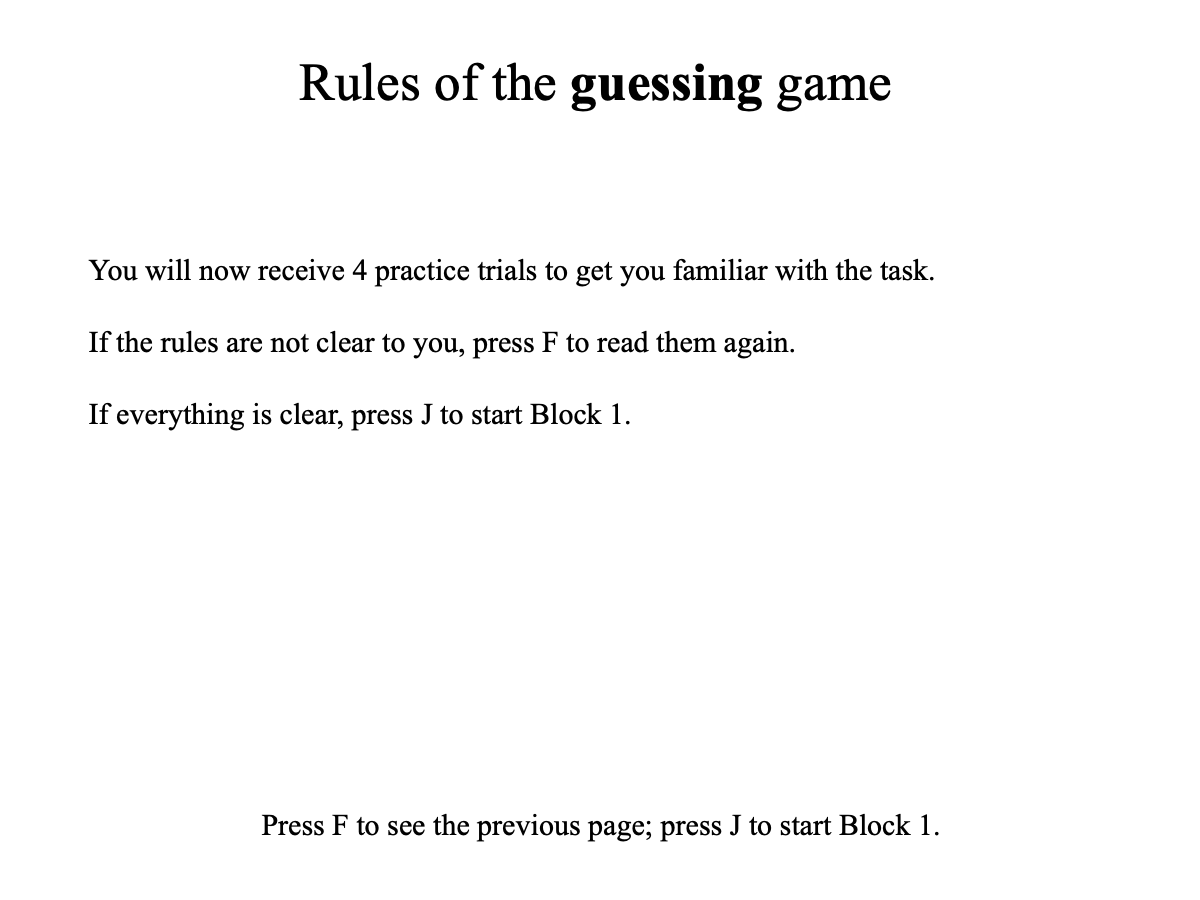 Rules of the guessing game
You will now receive 4 practice trials to get you familiar with the task.
If the rules are not clear to you, press F to read them again.
If everything is clear, press J to start Block 1.
Press F to see the previous page; press J to start Block 1.